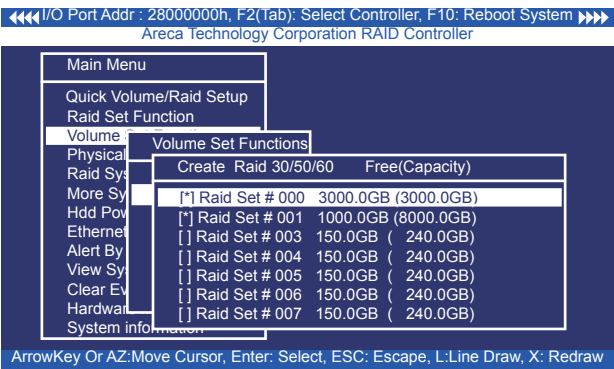 I/O Port Addr : 28000000h, F2(Tab): Select Controller, F10: Reboot System
Areca Technology Corporation RAID Controller
Main Menu
Quick Volume/Raid Setup
Raid Set Function
Volume
Volume Set Functions
Physical
Create Raid 30/50/60 Free(Capacity)
Raid Sys
More Sy
[*] Raid Set # 000 3000.0GB (3000.0GB)
Hdd Pow
[*] Raid Set # 001 1000.0GB (8000.0GB)
Ethernet
[ ] Raid Set # 003 150.0GB ( 240.0GB)
Alert By
[ ] Raid Set # 004 150.0GB ( 240.0GB)
View Sy
[ ] Raid Set # 005 150.0GB ( 240.0GB)
Clear Ev
[ ] Raid Set # 006 150.0GB ( 240.0GB)
Hardwar
[ ] Raid Set # 007 150.0GB ( 240.0GB)
System information
ArrowKey Or AZ:Move Cursor, Enter: Select, ESC: Escape, L:Line Draw, X: Redraw